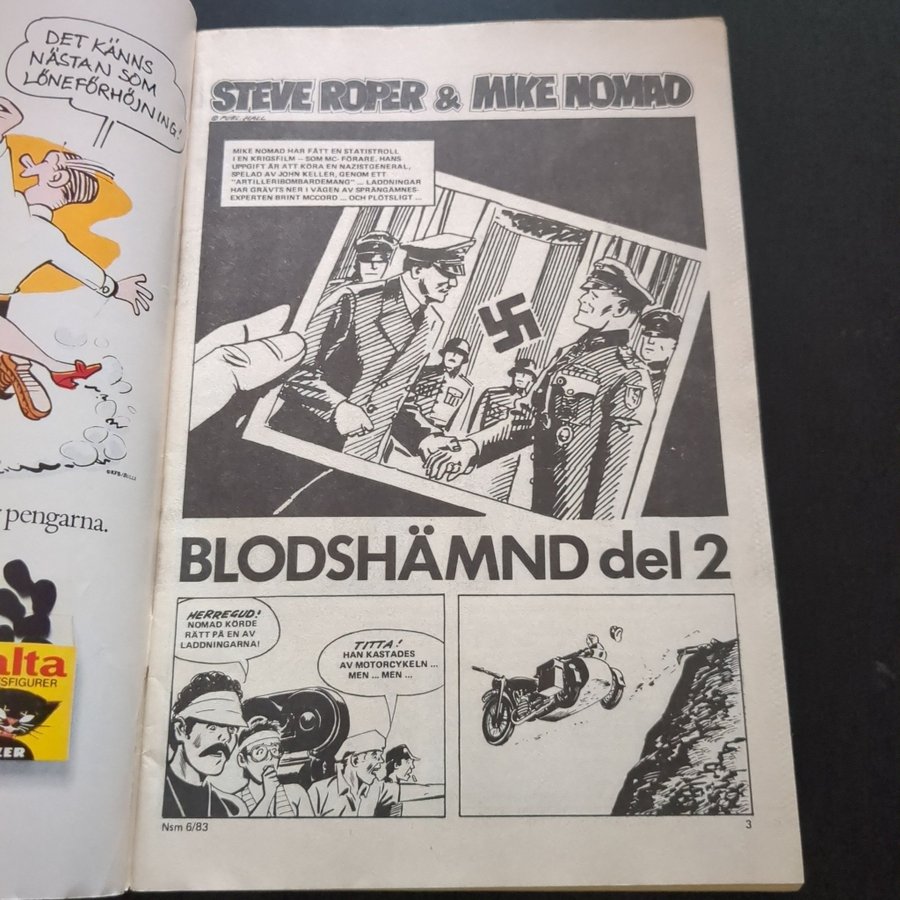 DET KÄNNS
NÄSTAN SOM
LÖNEFÖRHÖJNING!
pengarna.
alta
SFIGURER
ZER
STEVE ROPER & MIKE NOMAD
© PUBL. HALL
MIKE NOMAD HAR FÅTT EN STATISTROLL
I EN KRIGSFILM – SOM MC-FÖRARE. HANS
UPPGIFT ÄR ATT KÖRA EN NAZISTGENERAL,
SPELAD AV JOHN KELLER, GENOM ETT
"ARTILLERIBOMBARDEMANG" ... LADDNINGAR
HAR GRÄVTS NER I VÄGEN AV SPRÄNGÄMNES-
EXPERTEN BRINT MCCORD ... OCH PLÖTSLIGT ...
BLODSHÄMND del 2
HERREGUD!
NOMAD KÖRDE
RÄTT PÅ EN AV
LADDNINGARNA!
TITTA!
HAN KASTADES
AV MOTORCYKELN ...
MEN ... MEN ...
Nsm 6/83
3